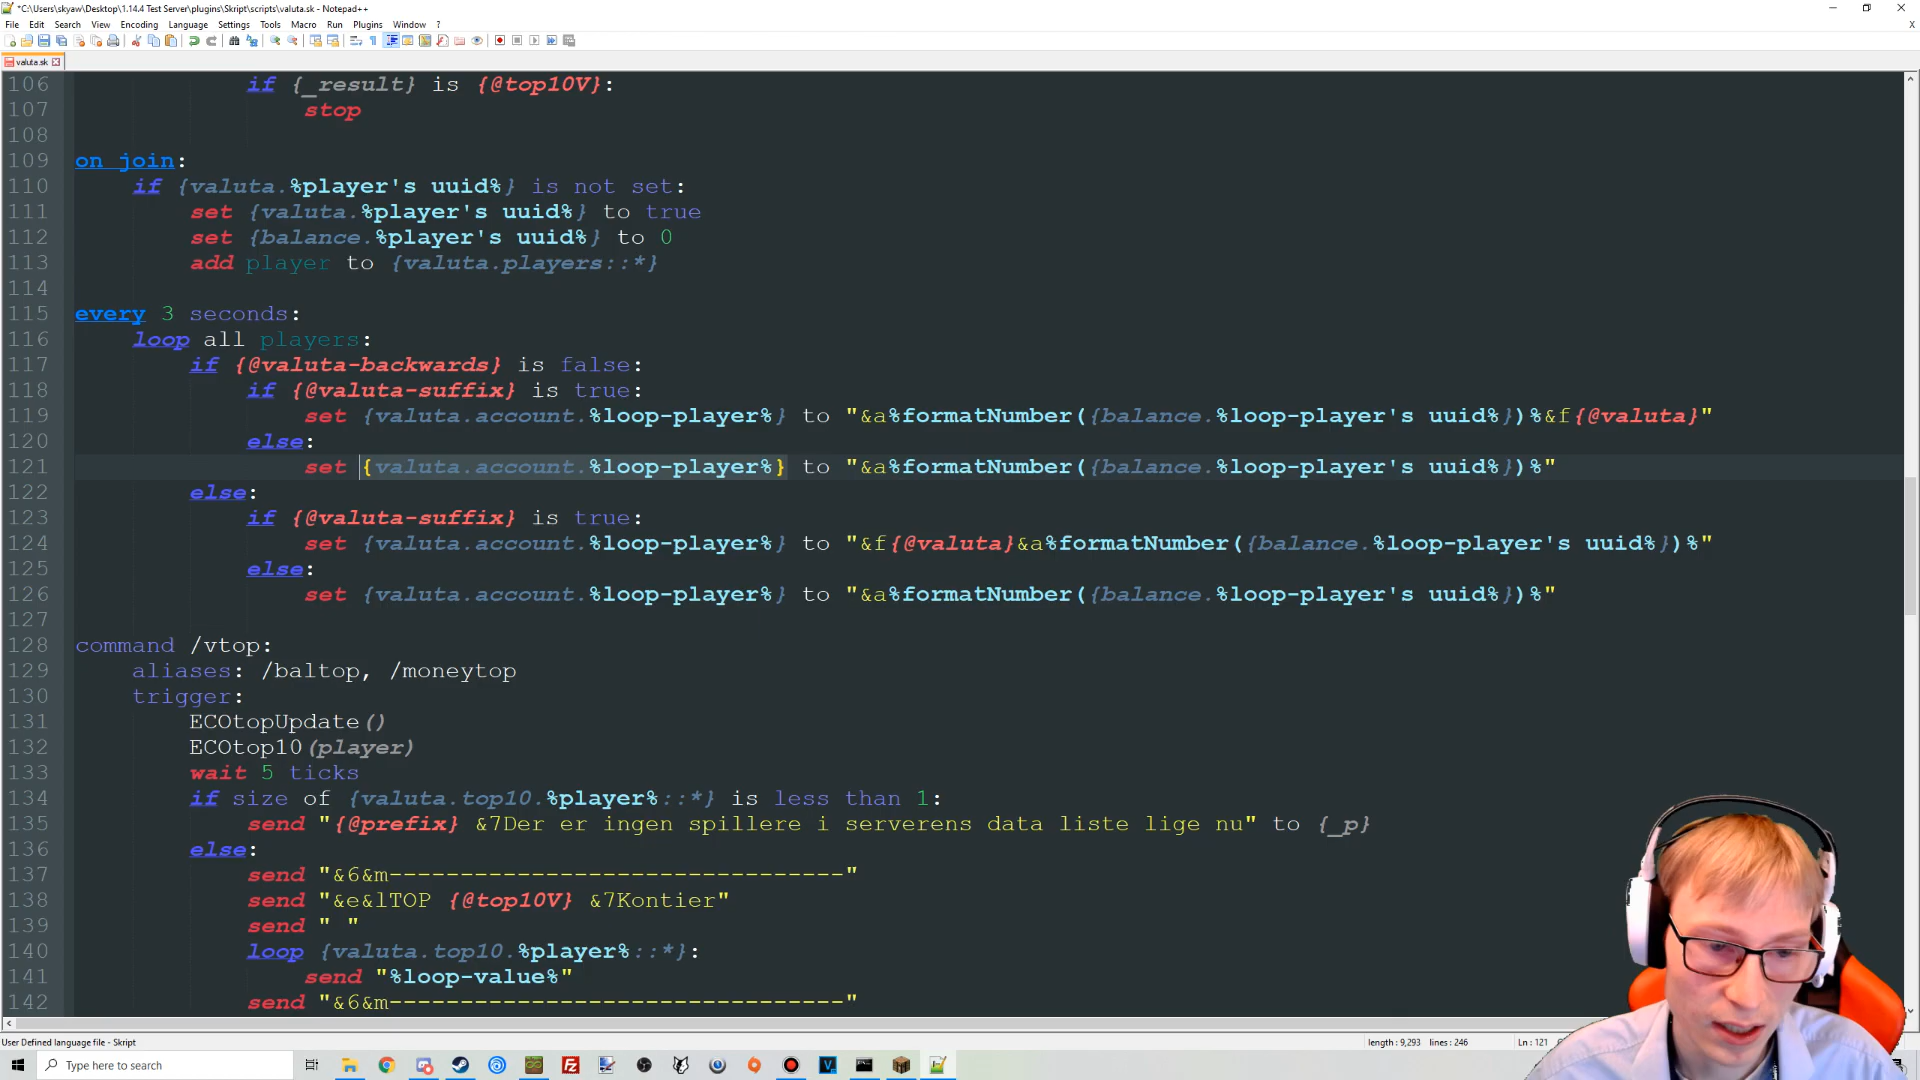 *C:\Users\skyaw\Desktop\1.14.4 Test Server\plugins\Skript\scripts\valuta.sk - Notepad++
File Edit Search View Encoding Language Settings Tools Macro Run Plugins Window ?
valuta.sk
106 if {_result} is {@top10V}:
107 stop
108
109 on join:
110 if {valuta.%player's uuid%} is not set:
111 set {valuta.%player's uuid%} to true
112 set {balance.%player's uuid%} to 0
113 add player to {valuta.players::*}
114
115 every 3 seconds:
116 loop all players:
117 if {@valuta-backwards} is false:
118 if {@valuta-suffix} is true:
119 set {valuta.account.%loop-player%} to "&a%formatNumber({balance.%loop-player's uuid%})%&f{@valuta}"
120 else:
121 set {valuta.account.%loop-player%} to "&a%formatNumber({balance.%loop-player's uuid%})%"
122 else:
123 if {@valuta-suffix} is true:
124 set {valuta.account.%loop-player%} to "&f{@valuta}&a%formatNumber({balance.%loop-player's uuid%})%"
125 else:
126 set {valuta.account.%loop-player%} to "&a%formatNumber({balance.%loop-player's uuid%})%"
127
128 command /vtop:
129 aliases: /baltop, /moneytop
130 trigger:
131 ECOtopUpdate()
132 ECOtop10(player)
133 wait 5 ticks
134 if size of {valuta.top10.%player%::*} is less than 1:
135 send "{@prefix} &7Der er ingen spillere i serverens data liste lige nu" to {_p}
136 else:
137 send "&6&m--------------------------------"
138 send "&e&lTOP {@top10V} &7Kontier"
139 send " "
140 loop {valuta.top10.%player%::*}:
141 send "%loop-value%"
142 send "&6&m--------------------------------"
User Defined language file - Skript
length : 9,293 lines : 246
Ln : 121
Type here to search